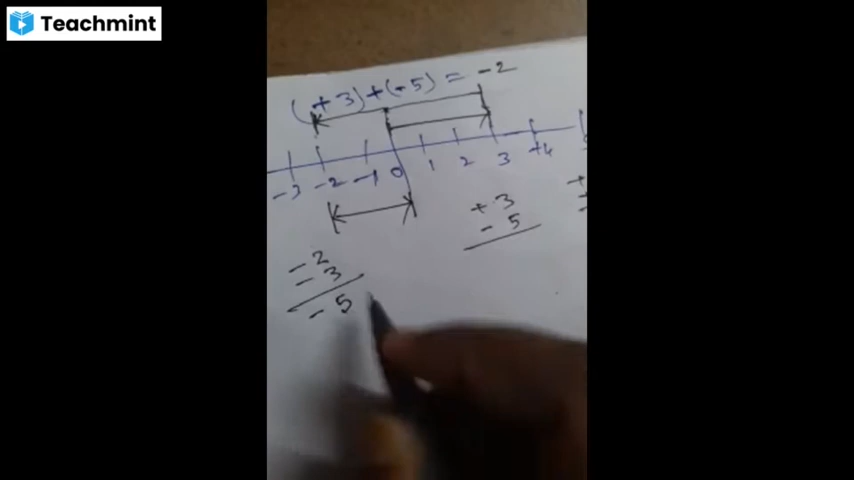 Teachmint
(+3)+(-5) = -2
-3 -2 -1 0 1 2 3 +4
+3
-5
-2
-3
-5